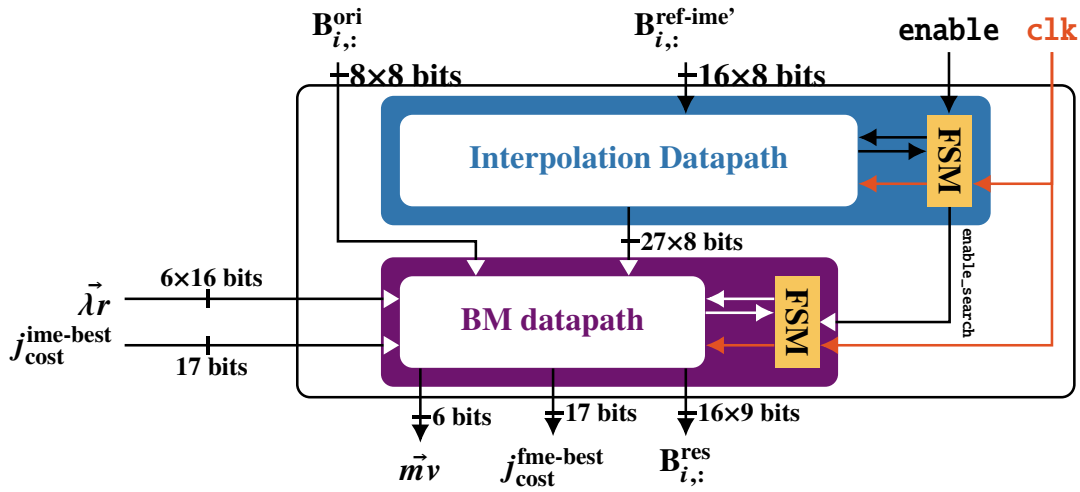 B^ori_i,: B^ref-ime’_i,: enable clk
8×8 bits 16×8 bits
Interpolation Datapath
FSM
27×8 bits
enable_search
6×16 bits
λr⃗
BM datapath
FSM
j^ime-best_cost
17 bits
6 bits 17 bits 16×9 bits
mv⃗ j^fme-best_cost B^res_i,: